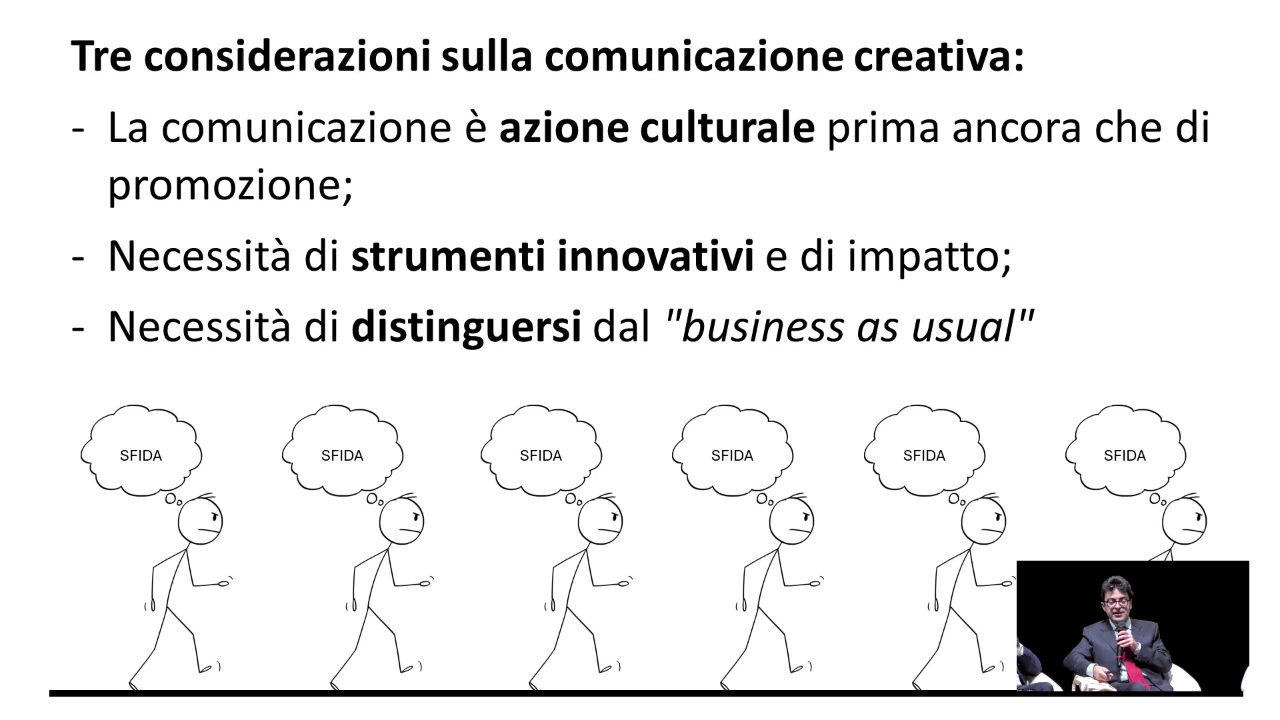 Tre considerazioni sulla comunicazione creativa:
- La comunicazione è azione culturale prima ancora che di
promozione;
- Necessità di strumenti innovativi e di impatto;
- Necessità di distinguersi dal "business as usual"
SFIDA SFIDA SFIDA SFIDA SFIDA SFIDA